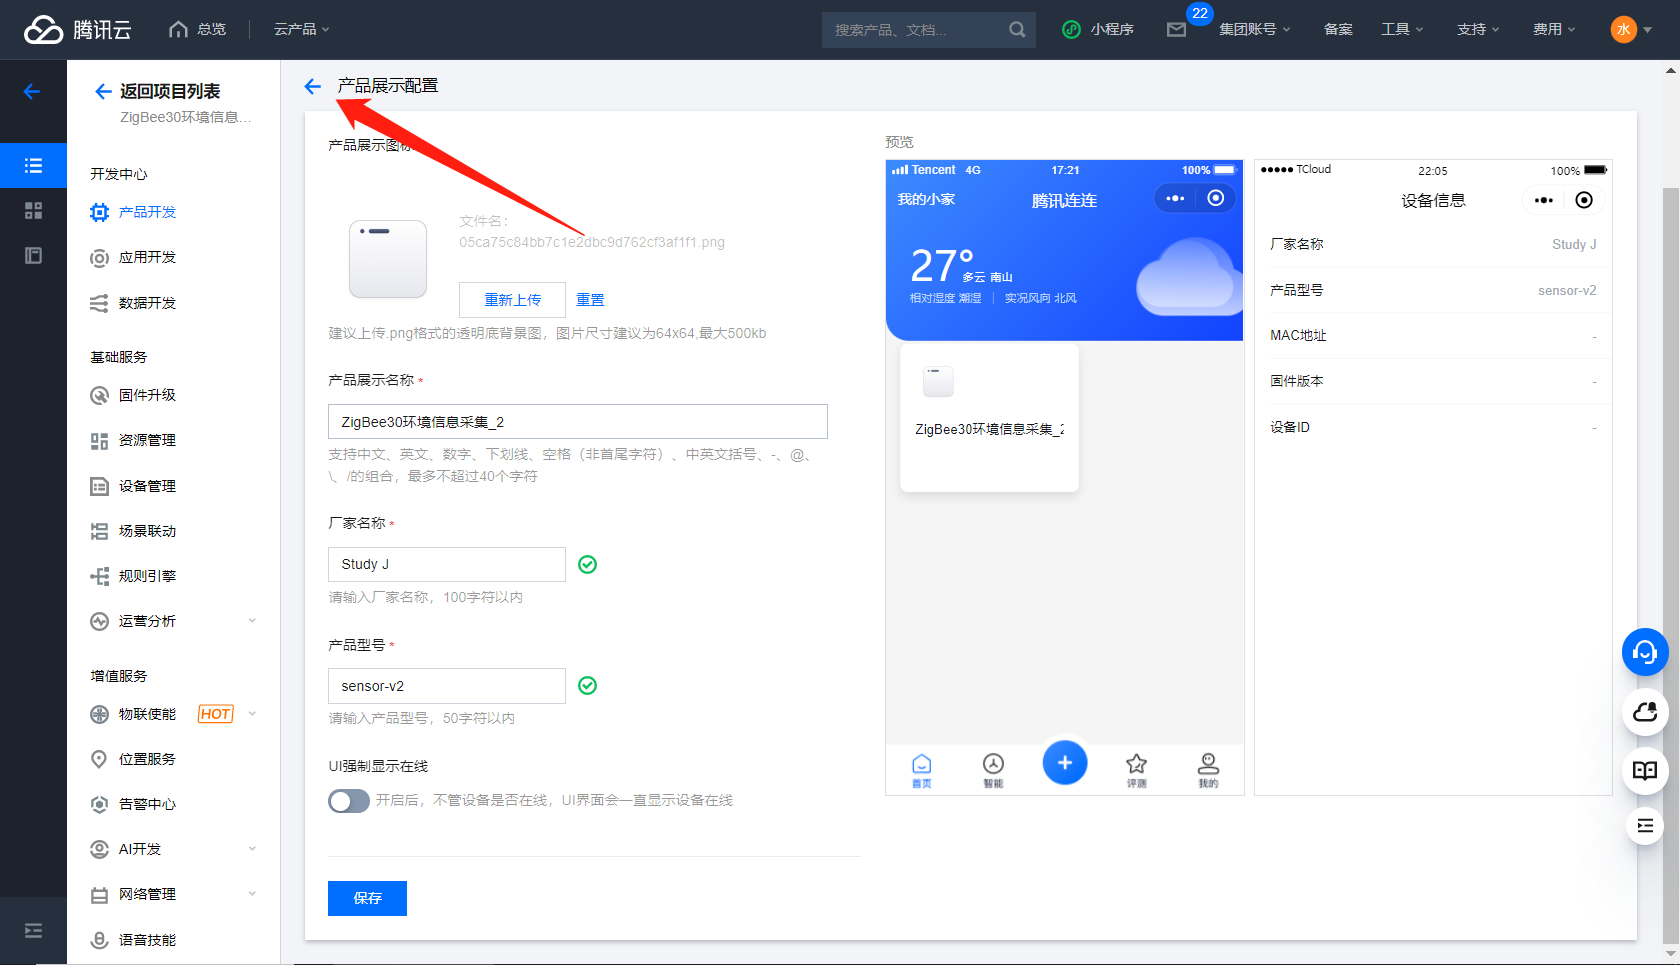 腾讯云
总览
云产品
搜索产品、文档...
小程序
22
集团账号
备案
工具
支持
费用
水
返回项目列表
ZigBee30环境信息...
开发中心
产品开发
应用开发
数据开发
基础服务
固件升级
资源管理
设备管理
场景联动
规则引擎
运营分析
增值服务
物联使能
HOT
位置服务
告警中心
AI开发
网络管理
语音技能
产品展示配置
产品展示图标
文件名：
05ca75c84bb7c1e2dbc9d762cf3af1f1.png
重新上传
重置
建议上传.png格式的透明底背景图，图片尺寸建议为64x64,最大500kb
产品展示名称 *
ZigBee30环境信息采集_2
支持中文、英文、数字、下划线、空格（非首尾字符）、中英文括号、-、@、
\、/的组合，最多不超过40个字符
厂家名称 *
Study J
请输入厂家名称，100字符以内
产品型号 *
sensor-v2
请输入产品型号，50字符以内
UI强制显示在线
开启后，不管设备是否在线，UI界面会一直显示设备在线
保存
预览
Tencent 4G
17:21
100%
我的小家
腾讯连连
27°
多云 南山
相对湿度 潮湿
实况风向 北风
ZigBee30环境信息采集_2
首页
智能
评测
我的
TCloud
22:05
100%
设备信息
厂家名称
Study J
产品型号
sensor-v2
MAC地址
-
固件版本
-
设备ID
-